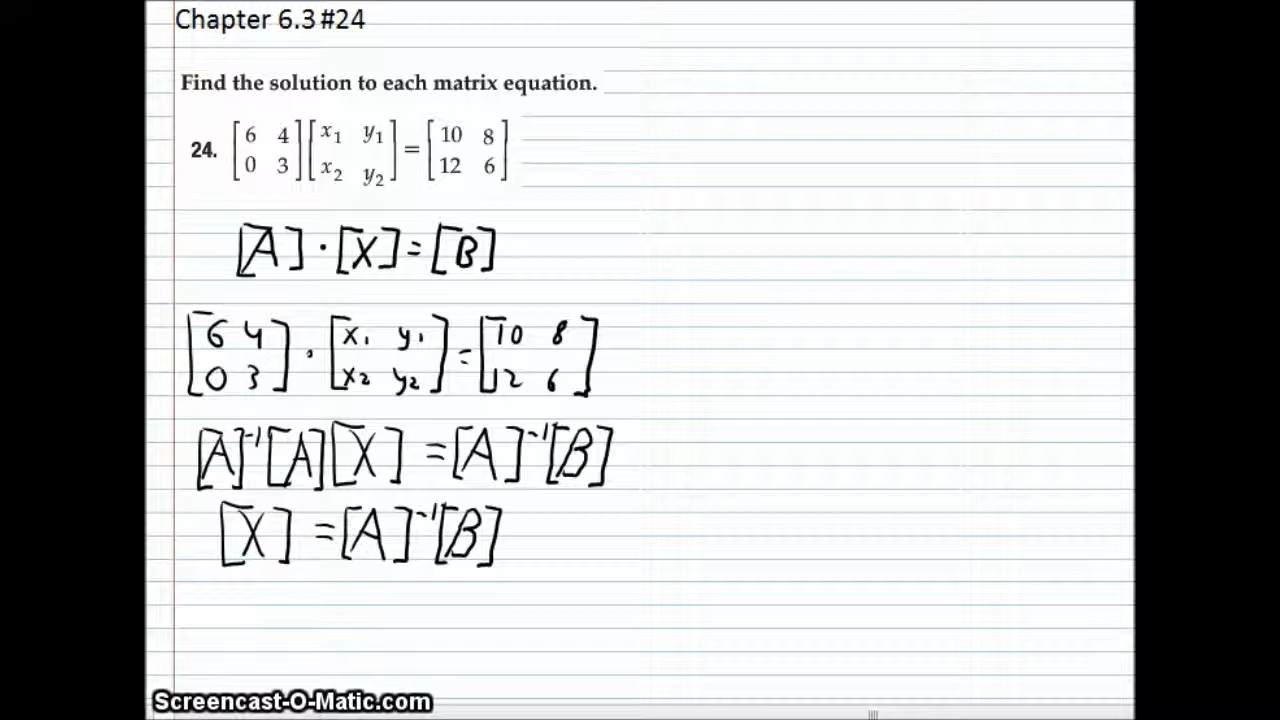 Chapter 6.3 #24
Find the solution to each matrix equation.
24. [6 4; 0 3] [x₁ y₁; x₂ y₂] = [10 8; 12 6]
[A] · [X] = [B]
[6 4; 0 3] · [x₁ y₁; x₂ y₂] = [10 8; 12 6]
[A]⁻¹ [A] [X] = [A]⁻¹ [B]
[X] = [A]⁻¹ [B]
Screencast-O-Matic.com